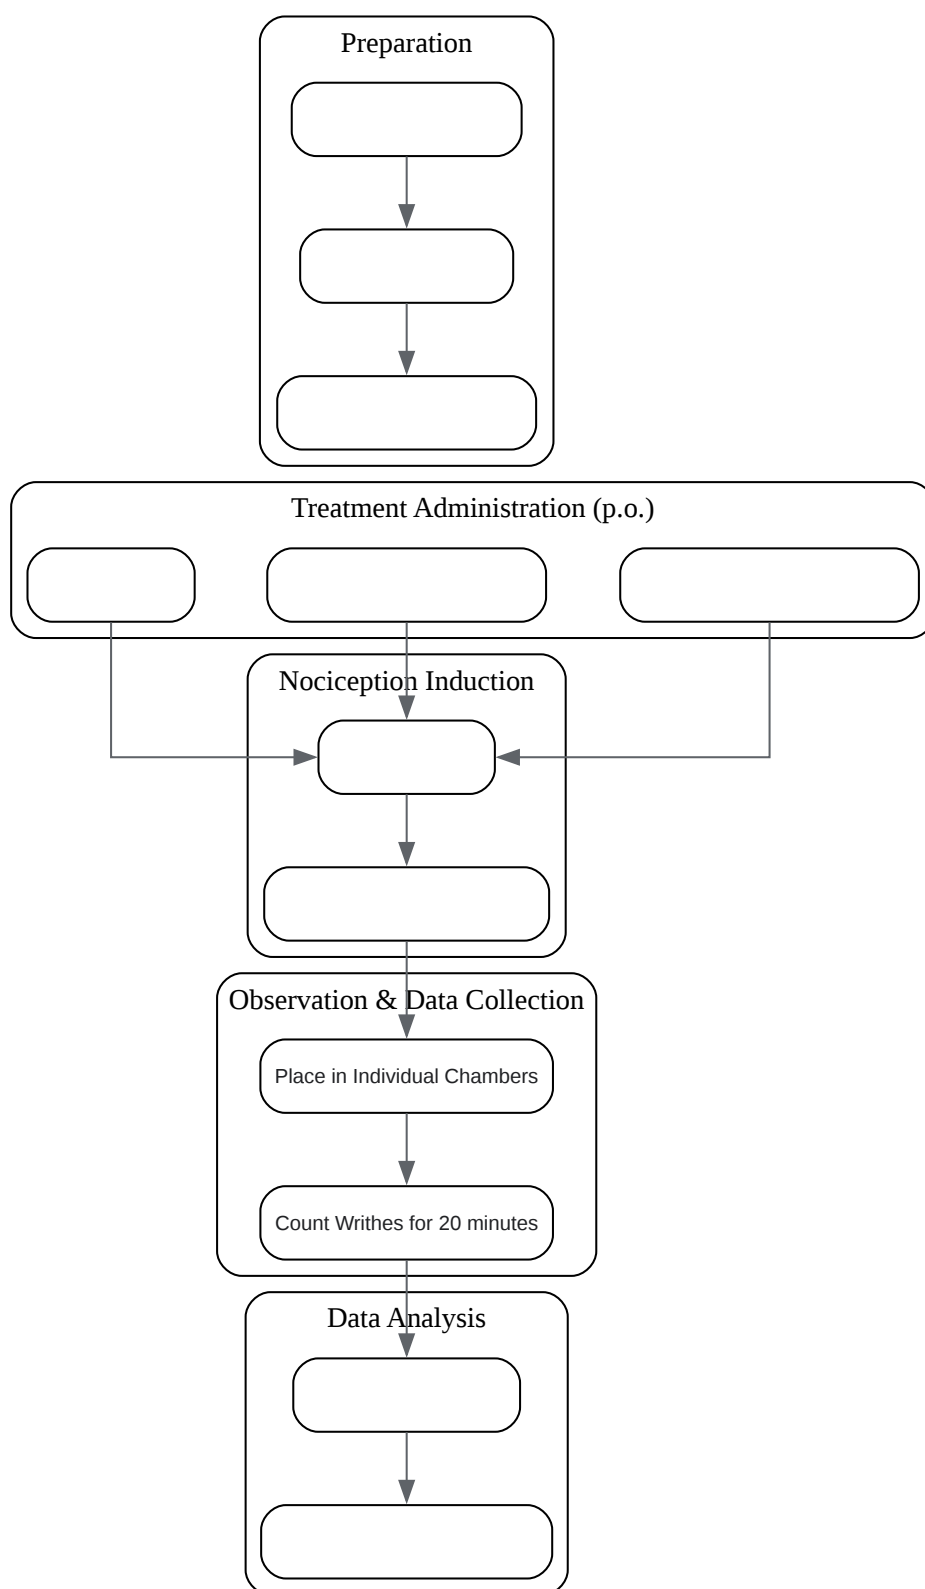 Preparation
Treatment Administration (p.o.)
Nociception Induction
Observation & Data Collection
Place in Individual Chambers
Count Writhes for 20 minutes
Data Analysis